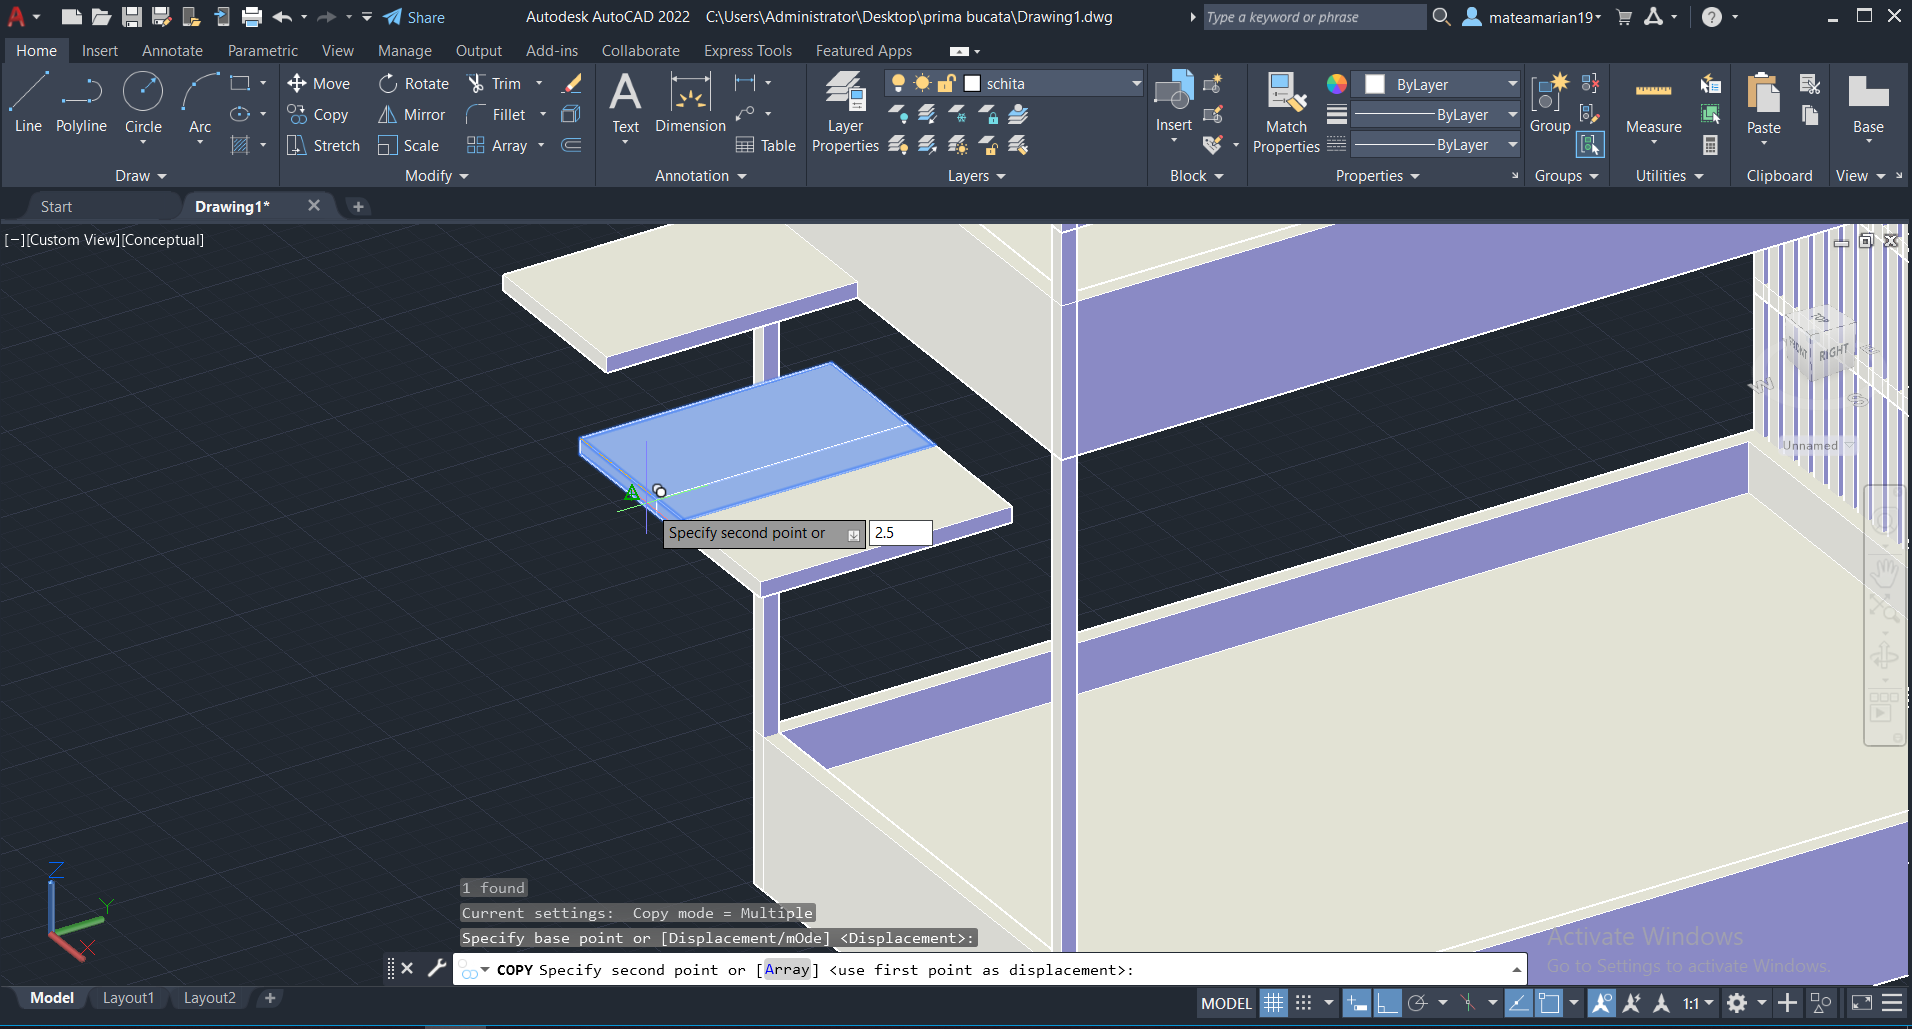 Share
Autodesk AutoCAD 2022 C:\Users\Administrator\Desktop\prima bucata\Drawing1.dwg
Type a keyword or phrase
mateamarian19
Home Insert Annotate Parametric View Manage Output Add-ins Collaborate Express Tools Featured Apps
Line Polyline Circle Arc
Move Rotate Trim
Copy Mirror Fillet
Stretch Scale Array
Text Dimension Table
Layer Properties
schita
Insert
Match Properties
ByLayer
ByLayer
ByLayer
Group
Measure
Paste
Base
Draw Modify Annotation Layers Block Properties Groups Utilities Clipboard View
Start Drawing1*
[−][Custom View][Conceptual]
TOP
FRONT RIGHT
W S
Unnamed
Specify second point or 2.5
Z
Y
X
1 found
Current settings: Copy mode = Multiple
Specify base point or [Displacement/mOde] <Displacement>:
COPY Specify second point or [Array] <use first point as displacement>:
Activate Windows
Go to Settings to activate Windows.
Model Layout1 Layout2
MODEL 1:1